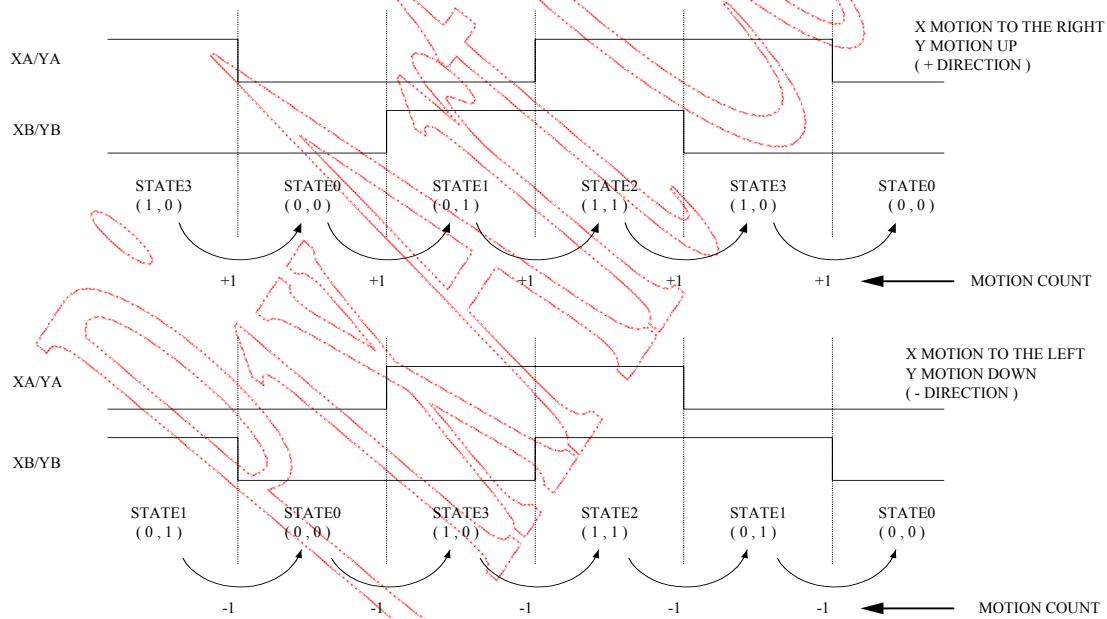 X MOTION TO THE RIGHT
Y MOTION UP
( + DIRECTION )
XA/YA
XB/YB
STATE3 STATE0 STATE1 STATE2 STATE3 STATE0
( 1 , 0 ) ( 0 , 0 ) ( 0 , 1 ) ( 1 , 1 ) ( 1 , 0 ) ( 0 , 0 )
+1 +1 +1 +1 +1 MOTION COUNT
X MOTION TO THE LEFT
Y MOTION DOWN
( - DIRECTION )
XA/YA
XB/YB
STATE1 STATE0 STATE3 STATE2 STATE1 STATE0
( 0 , 1 ) ( 0 , 0 ) ( 1 , 0 ) ( 1 , 1 ) ( 0 , 1 ) ( 0 , 0 )
-1 -1 -1 -1 -1 MOTION COUNT